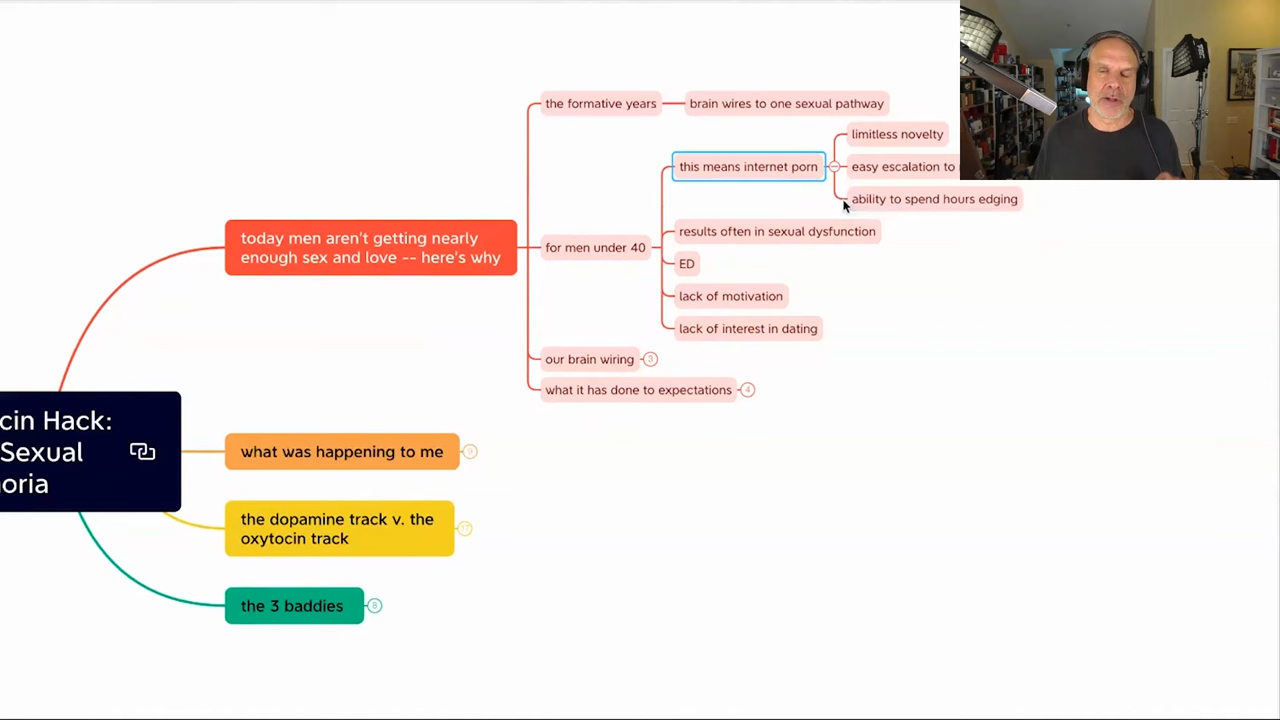 the formative years
brain wires to one sexual pathway
limitless novelty
this means internet porn
easy escalation to
ability to spend hours edging
today men aren't getting nearly
enough sex and love -- here's why
for men under 40
results often in sexual dysfunction
ED
lack of motivation
lack of interest in dating
our brain wiring
3
what it has done to expectations
4
cin Hack:
Sexual
oria
what was happening to me
9
the dopamine track v. the
oxytocin track
17
the 3 baddies
8